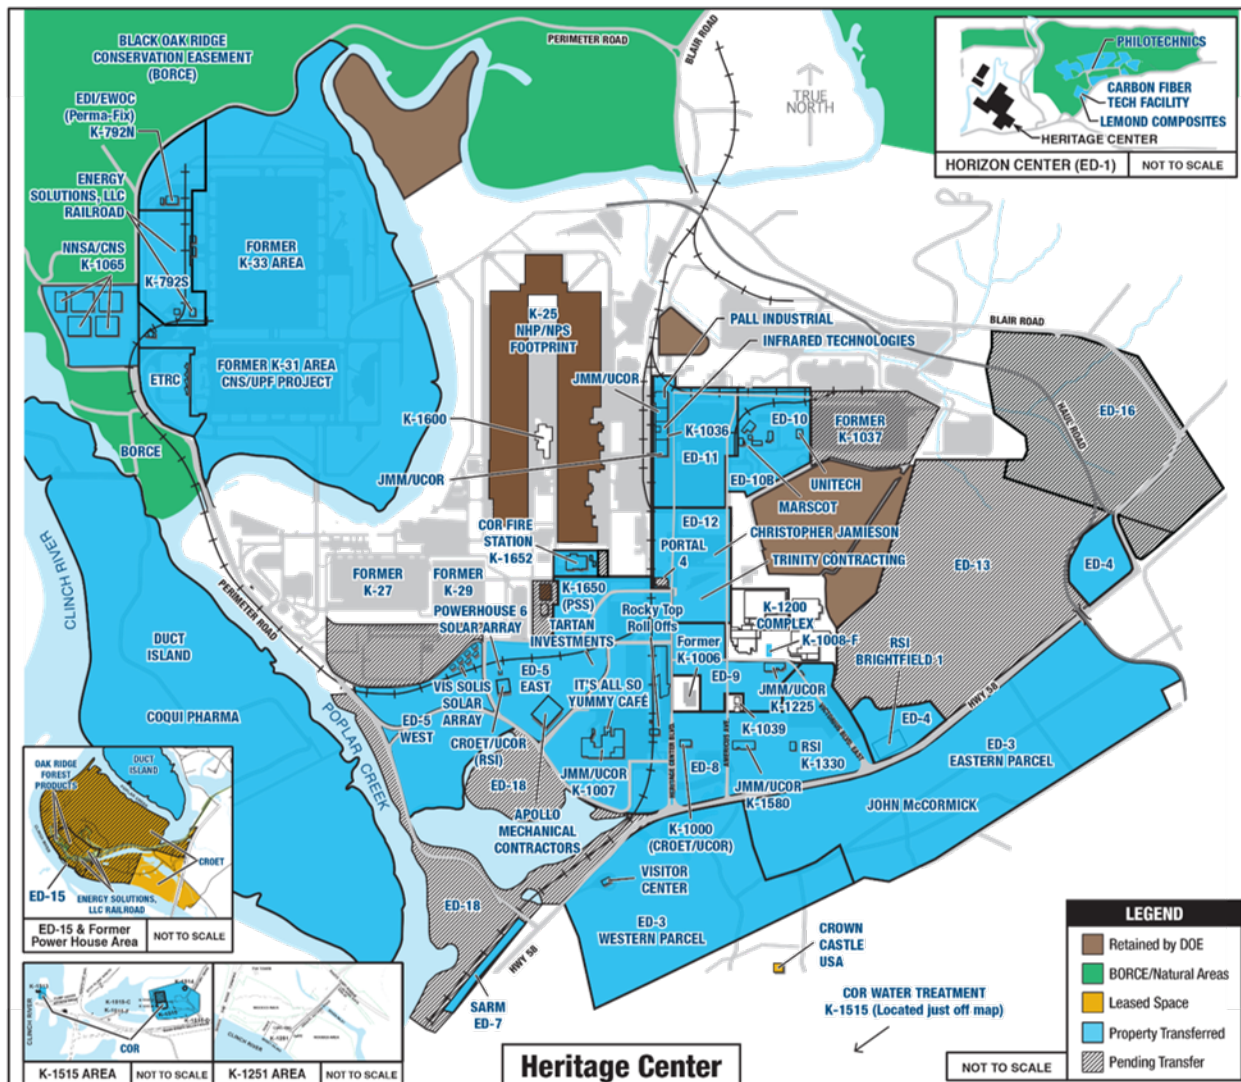 BLACK OAK RIDGE
CONSERVATION EASEMENT
(BORCE)
PERIMETER ROAD
BLAIR ROAD
TRUE
NORTH
PHILOTECHNICS
CARBON FIBER
TECH FACILITY
LEMOND COMPOSITES
HERITAGE CENTER
HORIZON CENTER (ED-1)
NOT TO SCALE
EDI/EWOC
(Perma-Fix)
K-792N
ENERGY
SOLUTIONS, LLC
RAILROAD
NNSA/CNS
K-1065
K-792S
FORMER
K-33 AREA
FORMER K-31 AREA
CNS/UPF PROJECT
ETRC
BORCE
K-25
NHP/NPS
FOOTPRINT
K-1600
PALL INDUSTRIAL
INFRARED TECHNOLOGIES
JMM/UCOR
K-1036
ED-11
JMM/UCOR
ED-10
FORMER
K-1037
ED-10B
UNITECH
MARSCOT
BLAIR ROAD
HAUL ROAD
ED-16
ED-12
CHRISTOPHER JAMIESON
PORTAL
4
TRINITY CONTRACTING
ED-13
ED-4
COR FIRE
STATION
K-1652
FORMER
K-27
FORMER
K-29
K-1650
(PSS)
POWERHOUSE 6
SOLAR ARRAY
TARTAN
INVESTMENTS
Rocky Top
Roll Offs
K-1200
COMPLEX
K-1008-F
Former
K-1006
RSI
BRIGHTFIELD 1
CLINCH RIVER
PERIMETER ROAD
DUCT
ISLAND
COQUI PHARMA
POPLAR CREEK
VIS SOLIS
SOLAR
ARRAY
ED-5
EAST
ED-5
WEST
IT'S ALL SO
YUMMY CAFÉ
ED-9
JMM/UCOR
K-1225
K-1039
HWY 58
ED-4
CROET/UCOR
(RSI)
JMM/UCOR
K-1007
HERITAGE CENTER BLVD
ED-8
RSI
K-1330
JMM/UCOR
K-1580
ED-3
EASTERN PARCEL
JOHN McCORMICK
ED-18
APOLLO
MECHANICAL
CONTRACTORS
K-1000
(CROET/UCOR)
VISITOR
CENTER
ED-3
WESTERN PARCEL
ED-18
HWY 58
SARM
ED-7
CROWN
CASTLE
USA
COR WATER TREATMENT
K-1515 (Located just off map)
OAK RIDGE
FOREST
PRODUCTS
DUCT
ISLAND
CROET
ED-15
ENERGY SOLUTIONS,
LLC RAILROAD
ED-15 & Former
Power House Area
NOT TO SCALE
CLINCH RIVER
COR
K-1515 AREA
NOT TO SCALE
CLINCH RIVER
K-1251 AREA
NOT TO SCALE
Heritage Center
NOT TO SCALE
LEGEND
Retained by DOE
BORCE/Natural Areas
Leased Space
Property Transferred
Pending Transfer